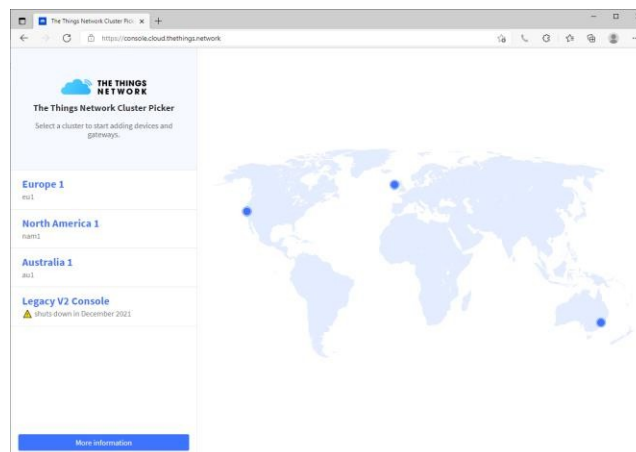 The Things Network Cluster Pic
https://console.cloud.thethings.network
THE THINGS
NETWORK
The Things Network Cluster Picker
Select a cluster to start adding devices and
gateways.
Europe 1
eu1
North America 1
nam1
Australia 1
au1
Legacy V2 Console
shuts down in December 2021
More information